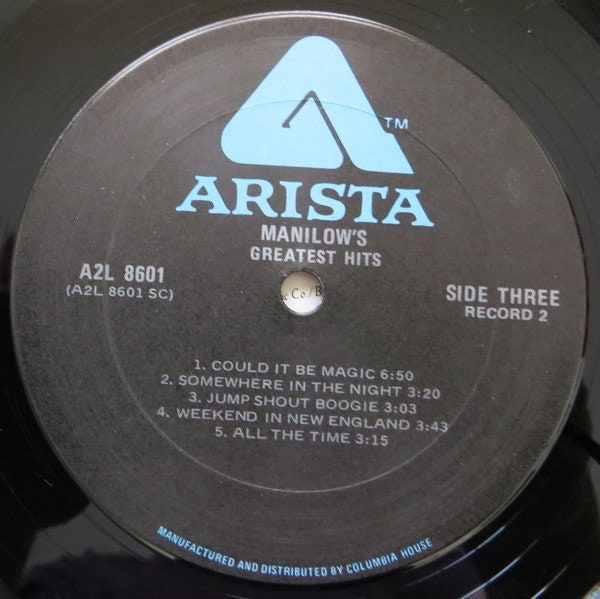 TM
ARISTA
MANILOW'S
GREATEST HITS
A2L 8601
(A2L 8601 SC)
SIDE THREE
RECORD 2
ic Co./B
1. COULD IT BE MAGIC 6:50
2. SOMEWHERE IN THE NIGHT 3:20
3. JUMP SHOUT BOOGIE 3:03
4. WEEKEND IN NEW ENGLAND 3:43
5. ALL THE TIME 3:15
MANUFACTURED AND DISTRIBUTED BY COLUMBIA HOUSE